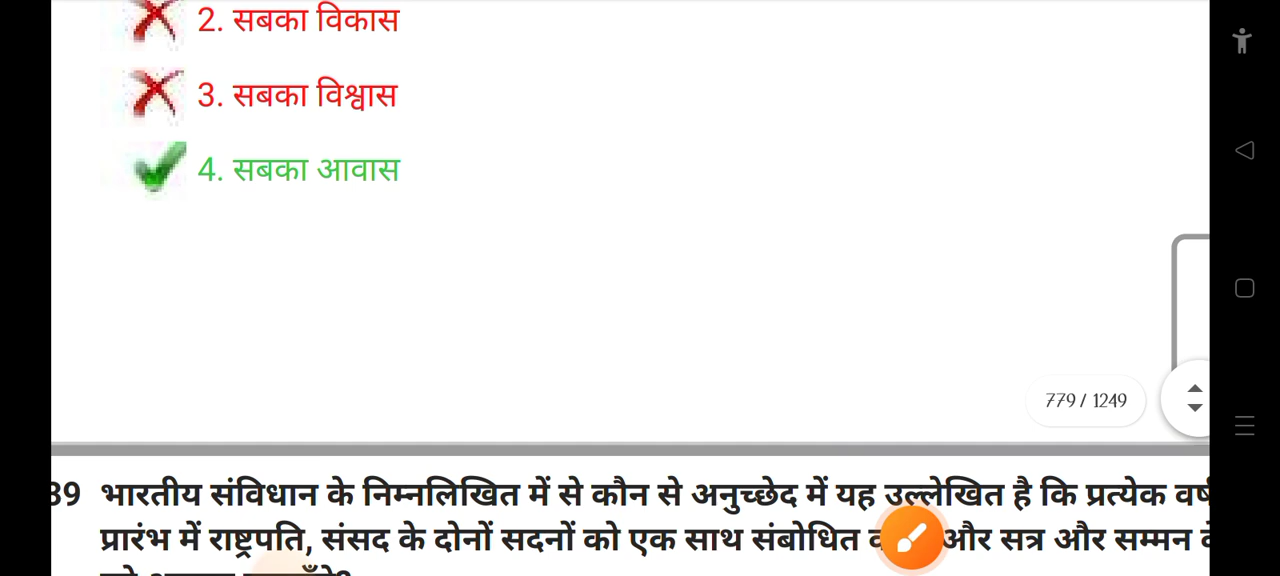 2. सबका विकास
3. सबका विश्वास
4. सबका आवास
779 / 1249
39 भारतीय संविधान के निम्नलिखित में से कौन से अनुच्छेद में यह उल्लेखित है कि प्रत्येक
प्रारंभ में राष्ट्रपति, संसद के दोनों सदनों को एक साथ संबोधित और सत्र और सम्मन